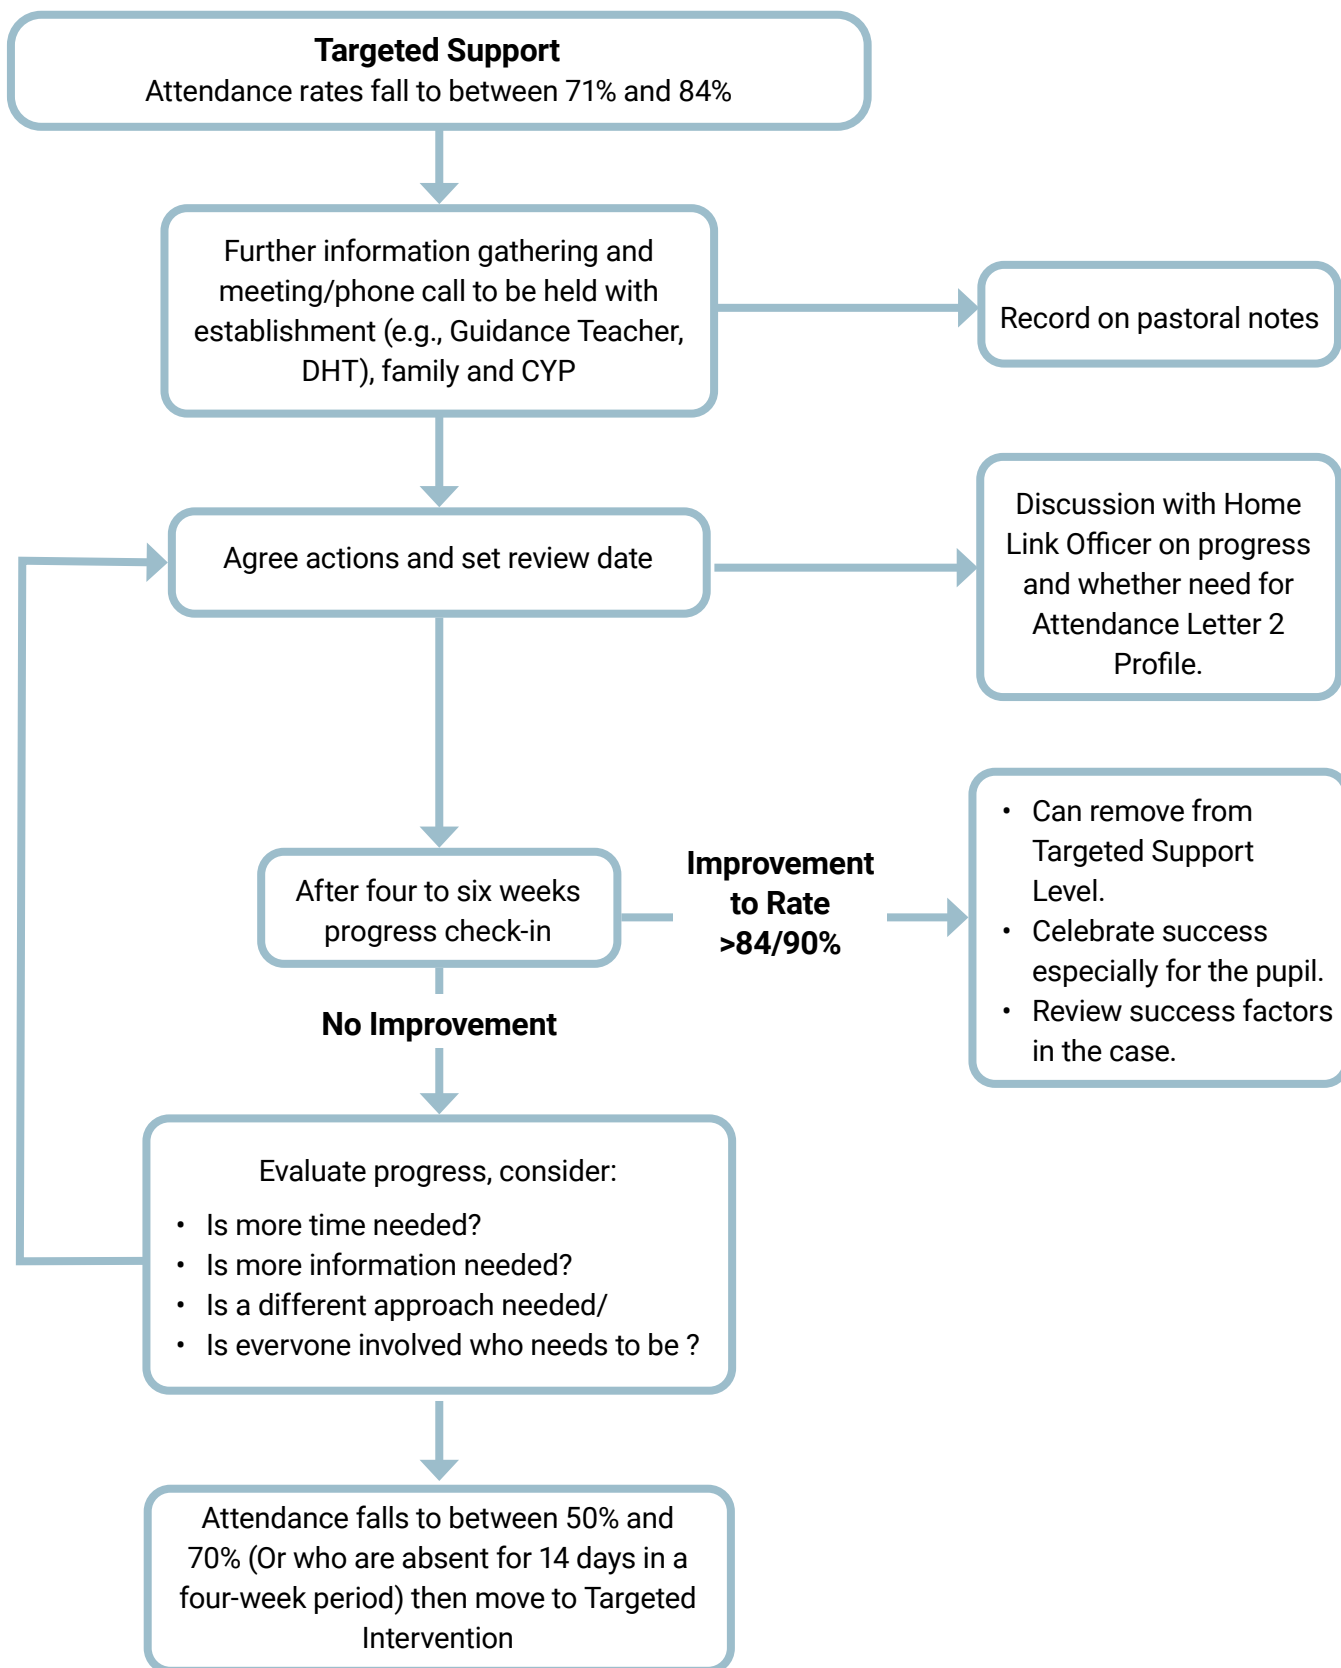 Targeted Support
Attendance rates fall to between 71% and 84%
Further information gathering and
meeting/phone call to be held with
establishment (e.g., Guidance Teacher,
DHT), family and CYP
Record on pastoral notes
Agree actions and set review date
Discussion with Home
Link Officer on progress
and whether need for
Attendance Letter 2
Profile.
After four to six weeks
progress check-in
Improvement
to Rate
>84/90%
• Can remove from
Targeted Support
Level.
• Celebrate success
especially for the pupil.
• Review success factors
in the case.
No Improvement
Evaluate progress, consider:
• Is more time needed?
• Is more information needed?
• Is a different approach needed/
• Is everyone involved who needs to be ?
Attendance falls to between 50% and
70% (Or who are absent for 14 days in a
four-week period) then move to Targeted
Intervention